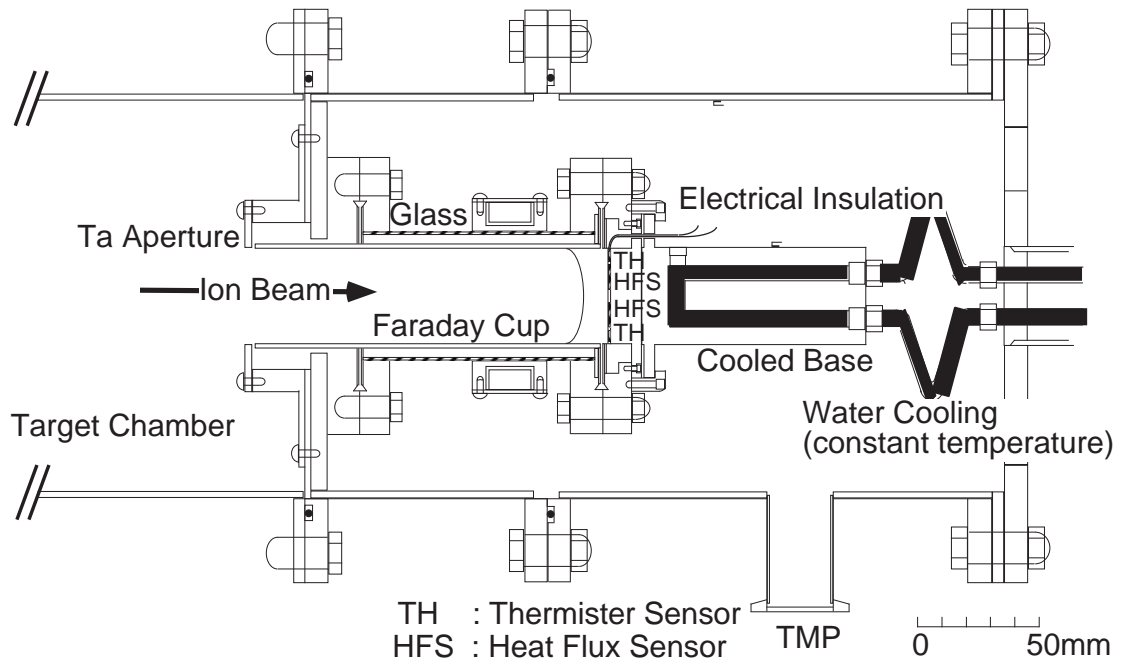 Electrical Insulation
Glass
Ta Aperture
TH
HFS
Ion Beam
HFS
Faraday Cup
TH
Cooled Base
Water Cooling
(constant temperature)
Target Chamber
TH : Thermister Sensor
HFS : Heat Flux Sensor
TMP
0 50mm